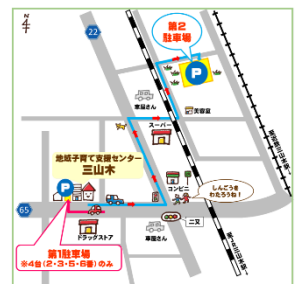 N
4
22
第2
駐車場
P
車屋さん
美容室
スーパー
地域子育て支援センター
三山木
コンビニ
しんごうを
わたろうね！
P
65
二又
ドラッグストア
車屋さん
第1駐車場
※4台（2・3・5・6番）のみ